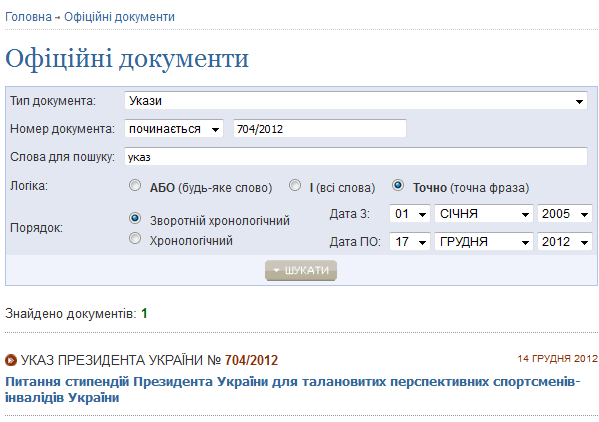 Головна → Офіційні документи
Офіційні документи
Тип документа: Укази
Номер документа: починається 704/2012
Слова для пошуку: указ
Логіка: АБО (будь-яке слово) І (всі слова) Точно (точна фраза)
Порядок: Зворотній хронологічний Дата З: 01 СІЧНЯ 2005
Хронологічний Дата ПО: 17 ГРУДНЯ 2012
ШУКАТИ
Знайдено документів: 1
УКАЗ ПРЕЗИДЕНТА УКРАЇНИ № 704/2012 14 ГРУДНЯ 2012
Питання стипендій Президента України для талановитих перспективних спортсменів-
інвалідів України